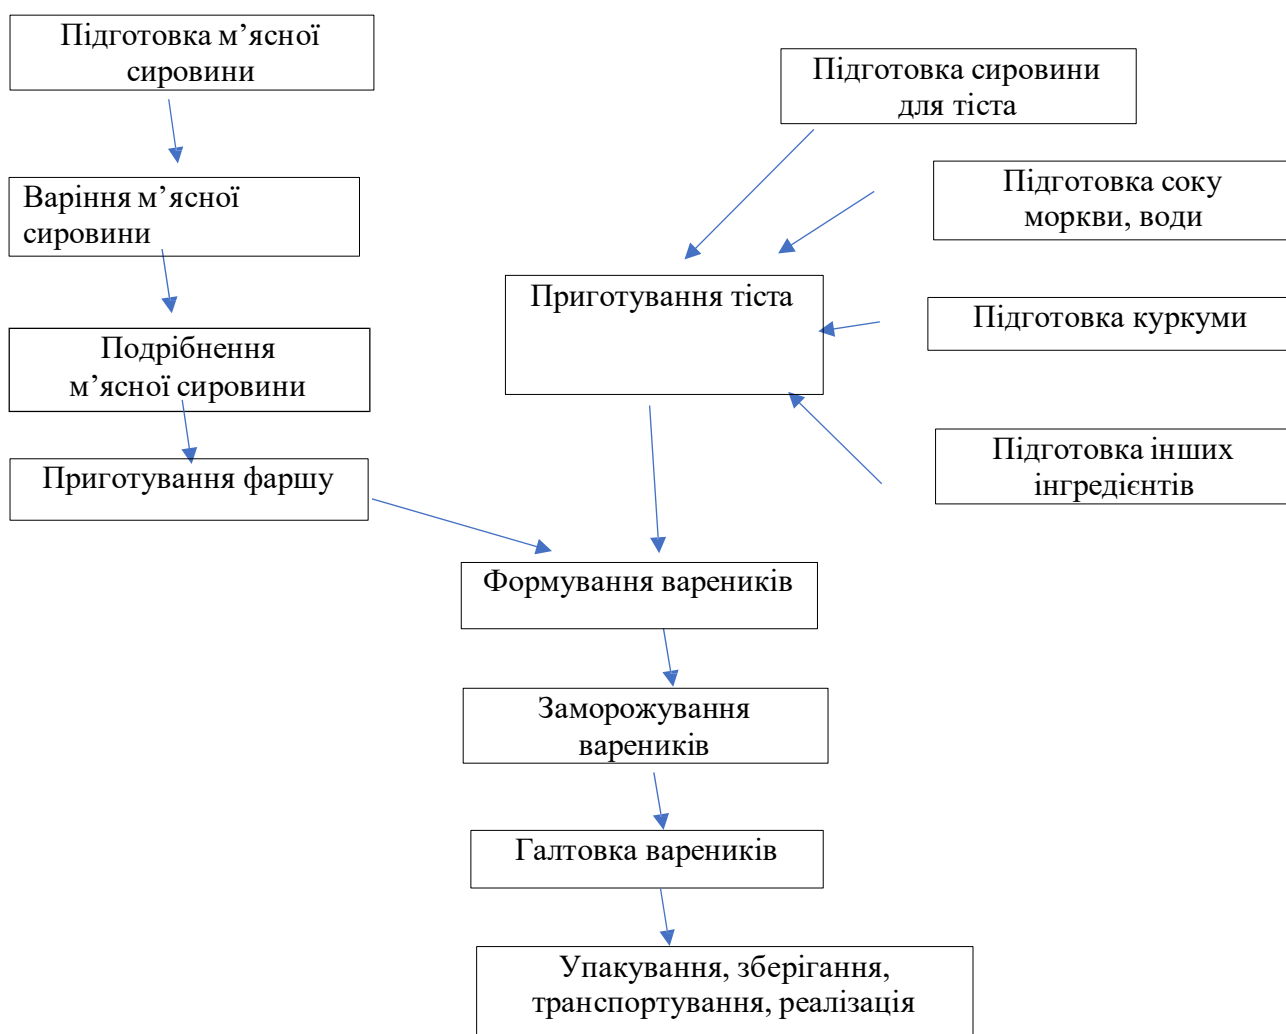 Підготовка м’ясної
сировини
Підготовка сировини
для тіста
Варіння м’ясної
сировини
Підготовка соку
моркви, води
Приготування тіста
Підготовка куркуми
Подрібнення
м’ясної сировини
Приготування фаршу
Підготовка інших
інгредієнтів
Формування вареників
Заморожування
вареників
Галтовка вареників
Упакування, зберігання,
транспортування, реалізація